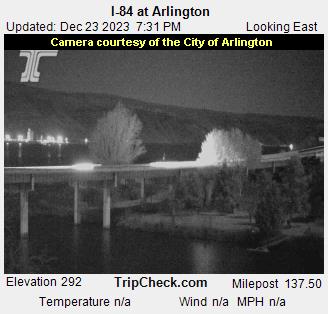 I-84 at Arlington
Updated: Dec 23 2023 7:31 PM Looking East
Camera courtesy of the City of Arlington
Elevation 292 TripCheck.com Milepost 137.50
Temperature n/a Wind n/a MPH n/a